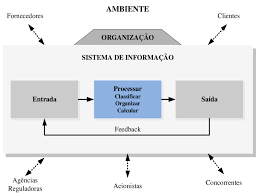 AMBIENTE
Fornecedores
Clientes
ORGANIZAÇÃO
SISTEMA DE INFORMAÇÃO
Entrada
Processar
Classificar
Organizar
Calcular
Saída
Feedback
Agências
Reguladoras
Acionistas
Concorrentes